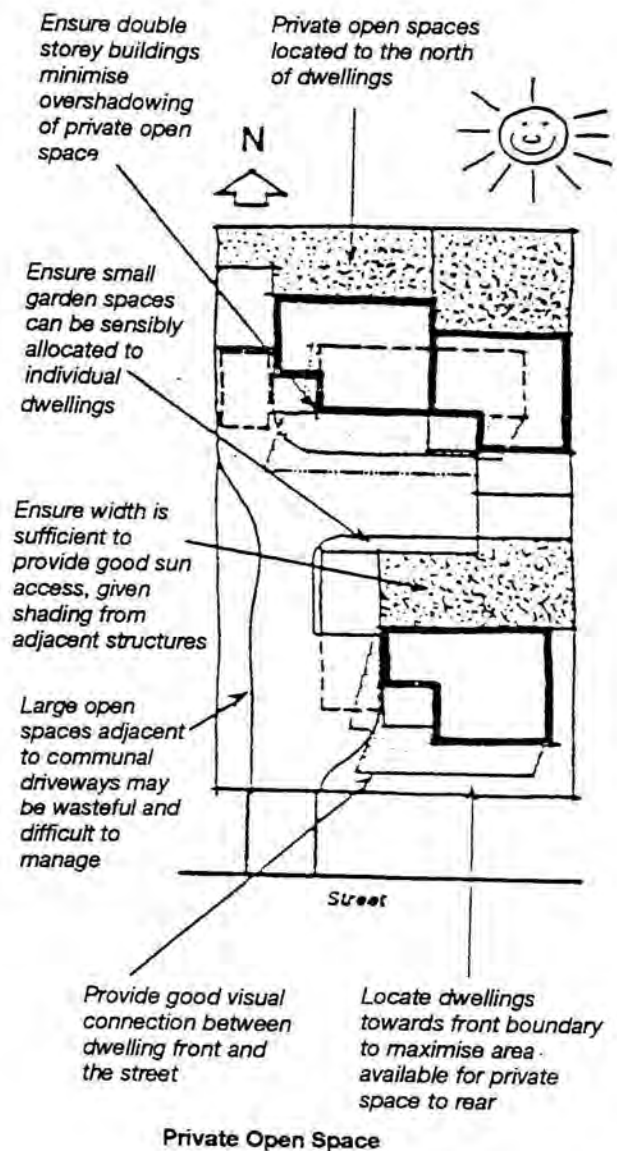 Ensure double
storey buildings
minimise
overshadowing
of private open
space
Private open spaces
located to the north
of dwellings
N
Ensure small
garden spaces
can be sensibly
allocated to
individual
dwellings
Ensure width is
sufficient to
provide good sun
access, given
shading from
adjacent structures
Large open
spaces adjacent
to communal
driveways may
be wasteful and
difficult to
manage
Street
Provide good visual
connection between
dwelling front and
the street
Locate dwellings
towards front boundary
to maximise area
available for private
space to rear
Private Open Space